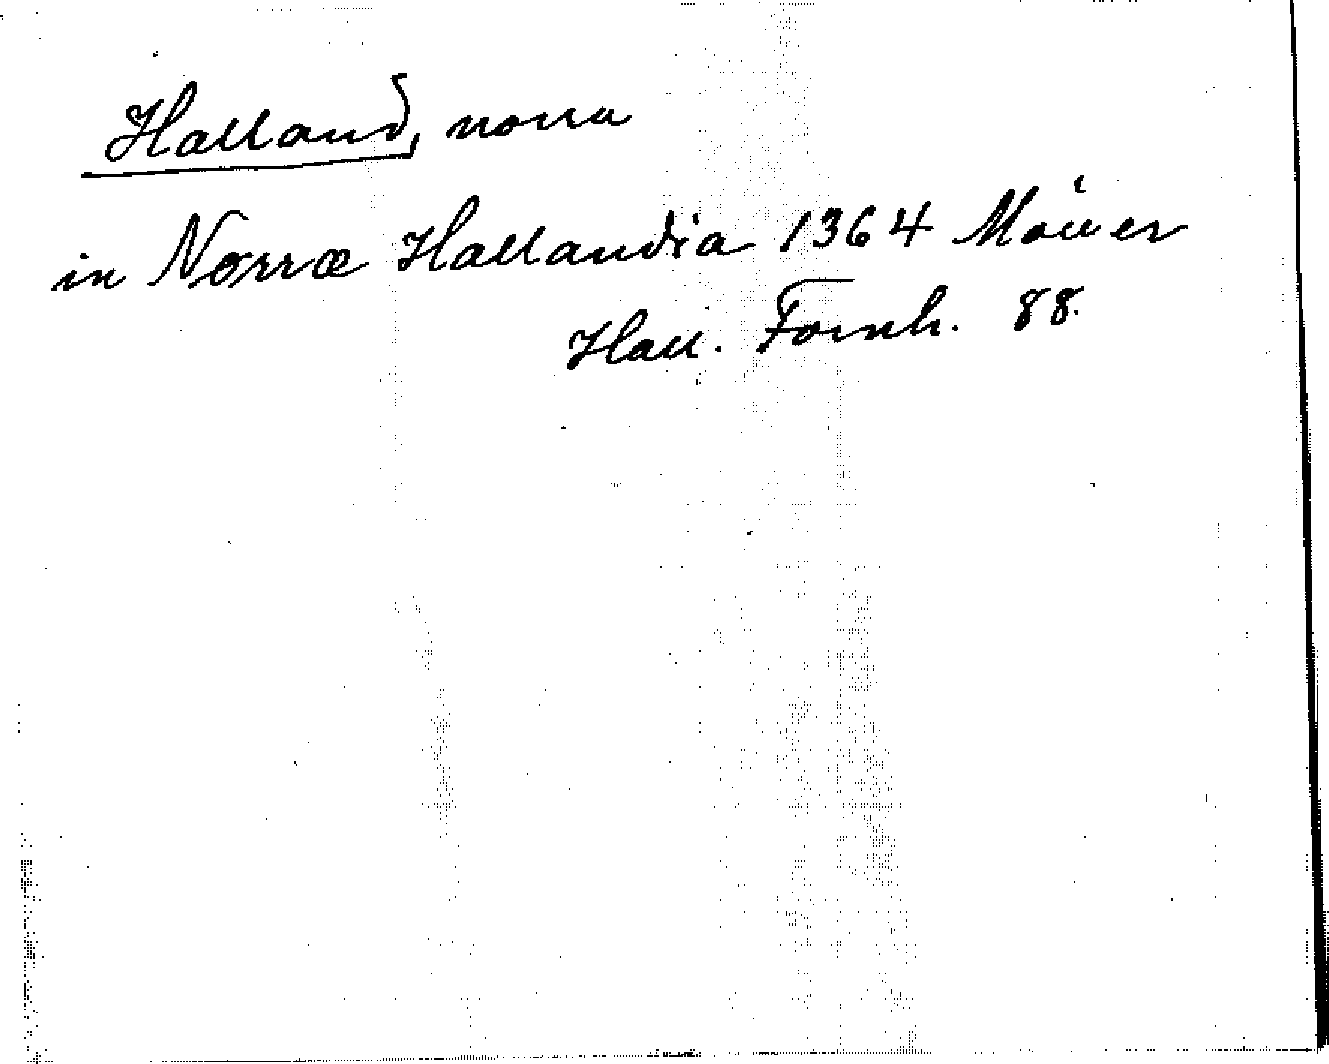 Halland, norra
in Norræ Hallandia 1364 Möller
Hall. Fornh. 88.